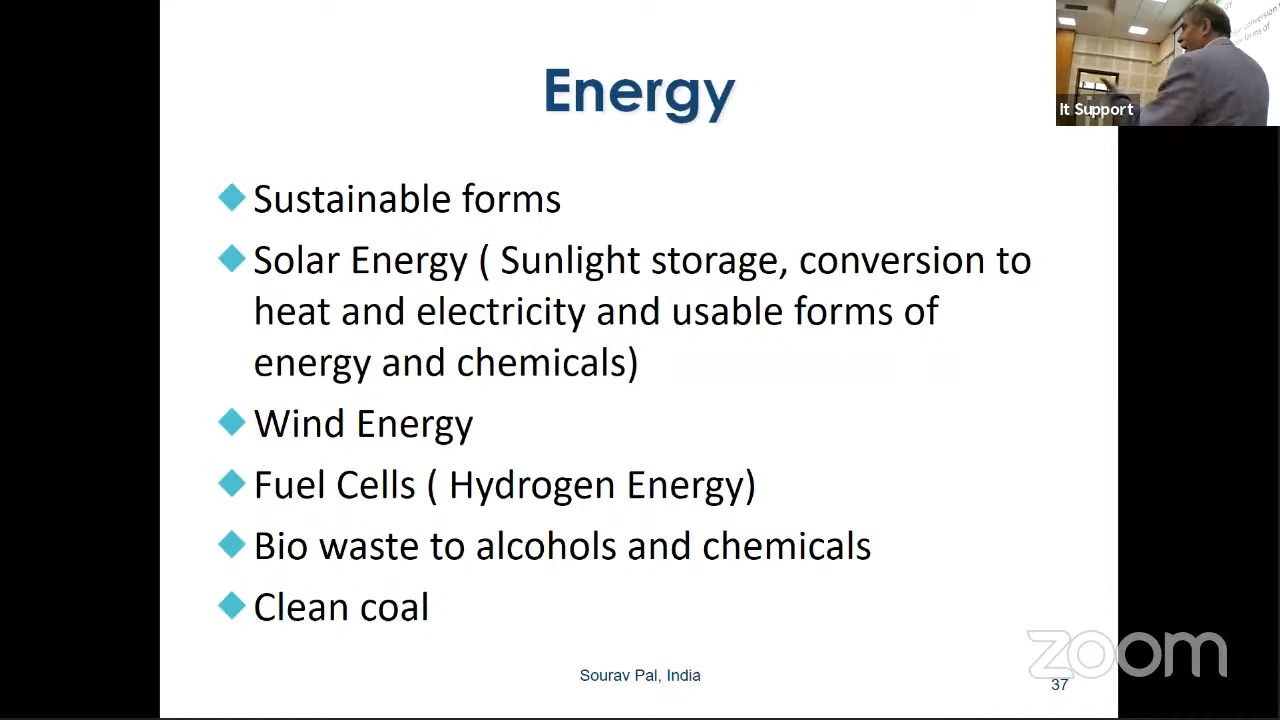 Energy
Sustainable forms
Solar Energy ( Sunlight storage, conversion to
heat and electricity and usable forms of
energy and chemicals)
Wind Energy
Fuel Cells ( Hydrogen Energy)
Bio waste to alcohols and chemicals
Clean coal
Sourav Pal, India
37
It Support
zoom